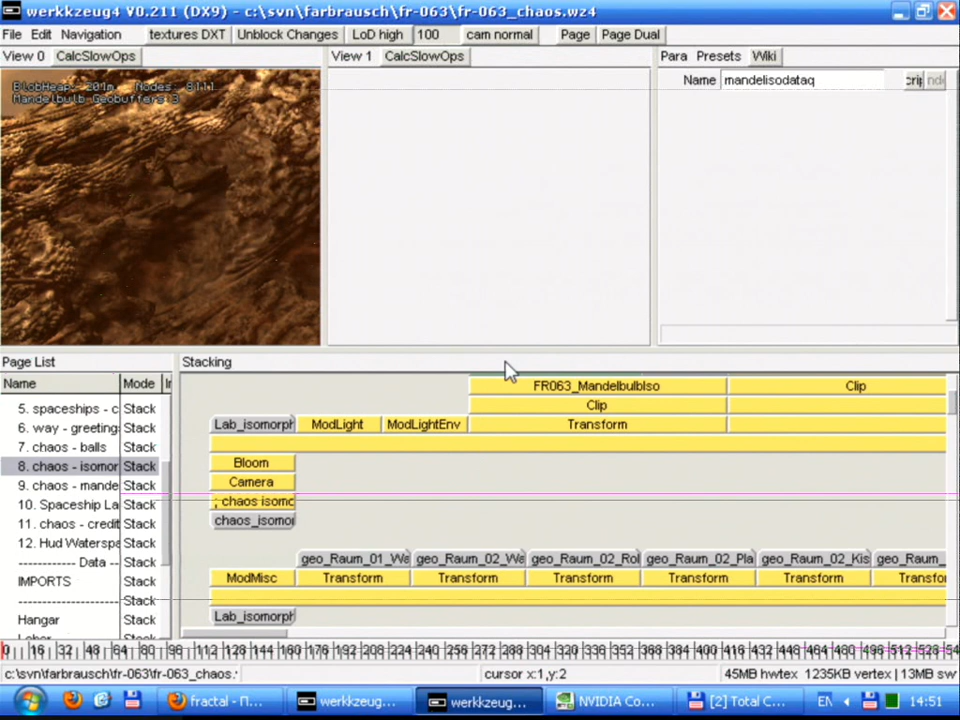 werkkzeug4 V0.211 (DX9) - c:\svn\farbrausch\fr-063\fr-063_chaos.wz4
File Edit Navigation textures DXT Unblock Changes LoD high 100 cam normal Page Page Dual
View 0 CalcSlowOps View 1 CalcSlowOps Para Presets Wiki
Name mandelisodataq
Mandelbulb Geobuffers 3
Page List Stacking
Name Mode
FR063_MandelbulbIso Clip
5. spaceships - c Stack Clip
6. way - greeting: Stack Lab_isomorph ModLight ModLightEnv Transform
7. chaos - balls Stack
8. chaos - isomor Stack Bloom
9. chaos - mande Stack Camera
10. Spaceship La Stack ; chaos isomo
11. chaos - credit Stack chaos_isomo
12. Hud Waterspa Stack
------------ Data -- Stack geo_Raum_01_Wa geo_Raum_02_Wa geo_Raum_02_Rol geo_Raum_02_Pla geo_Raum_02_Kis geo_Raum_
IMPORTS Stack ModMisc Transform Transform Transform Transform Transform Transfo
Stack
Hangar Stack Lab_isomorph
0 16 32 48 64 80 96 112 128 144 160 176 192 208 224 240 256 272 288 304 320 336 352 368 384 400 416 432 448 464 480 496 512 528 54
c:\svn\farbrausch\fr-063\fr-063_chaos. cursor x:1,y:2 45MB hwtex 1235KB vertex | 13MB sw
fractal - П... werkkzeug... werkkzeug... NVIDIA Co... [2] Total C... EN 14:51